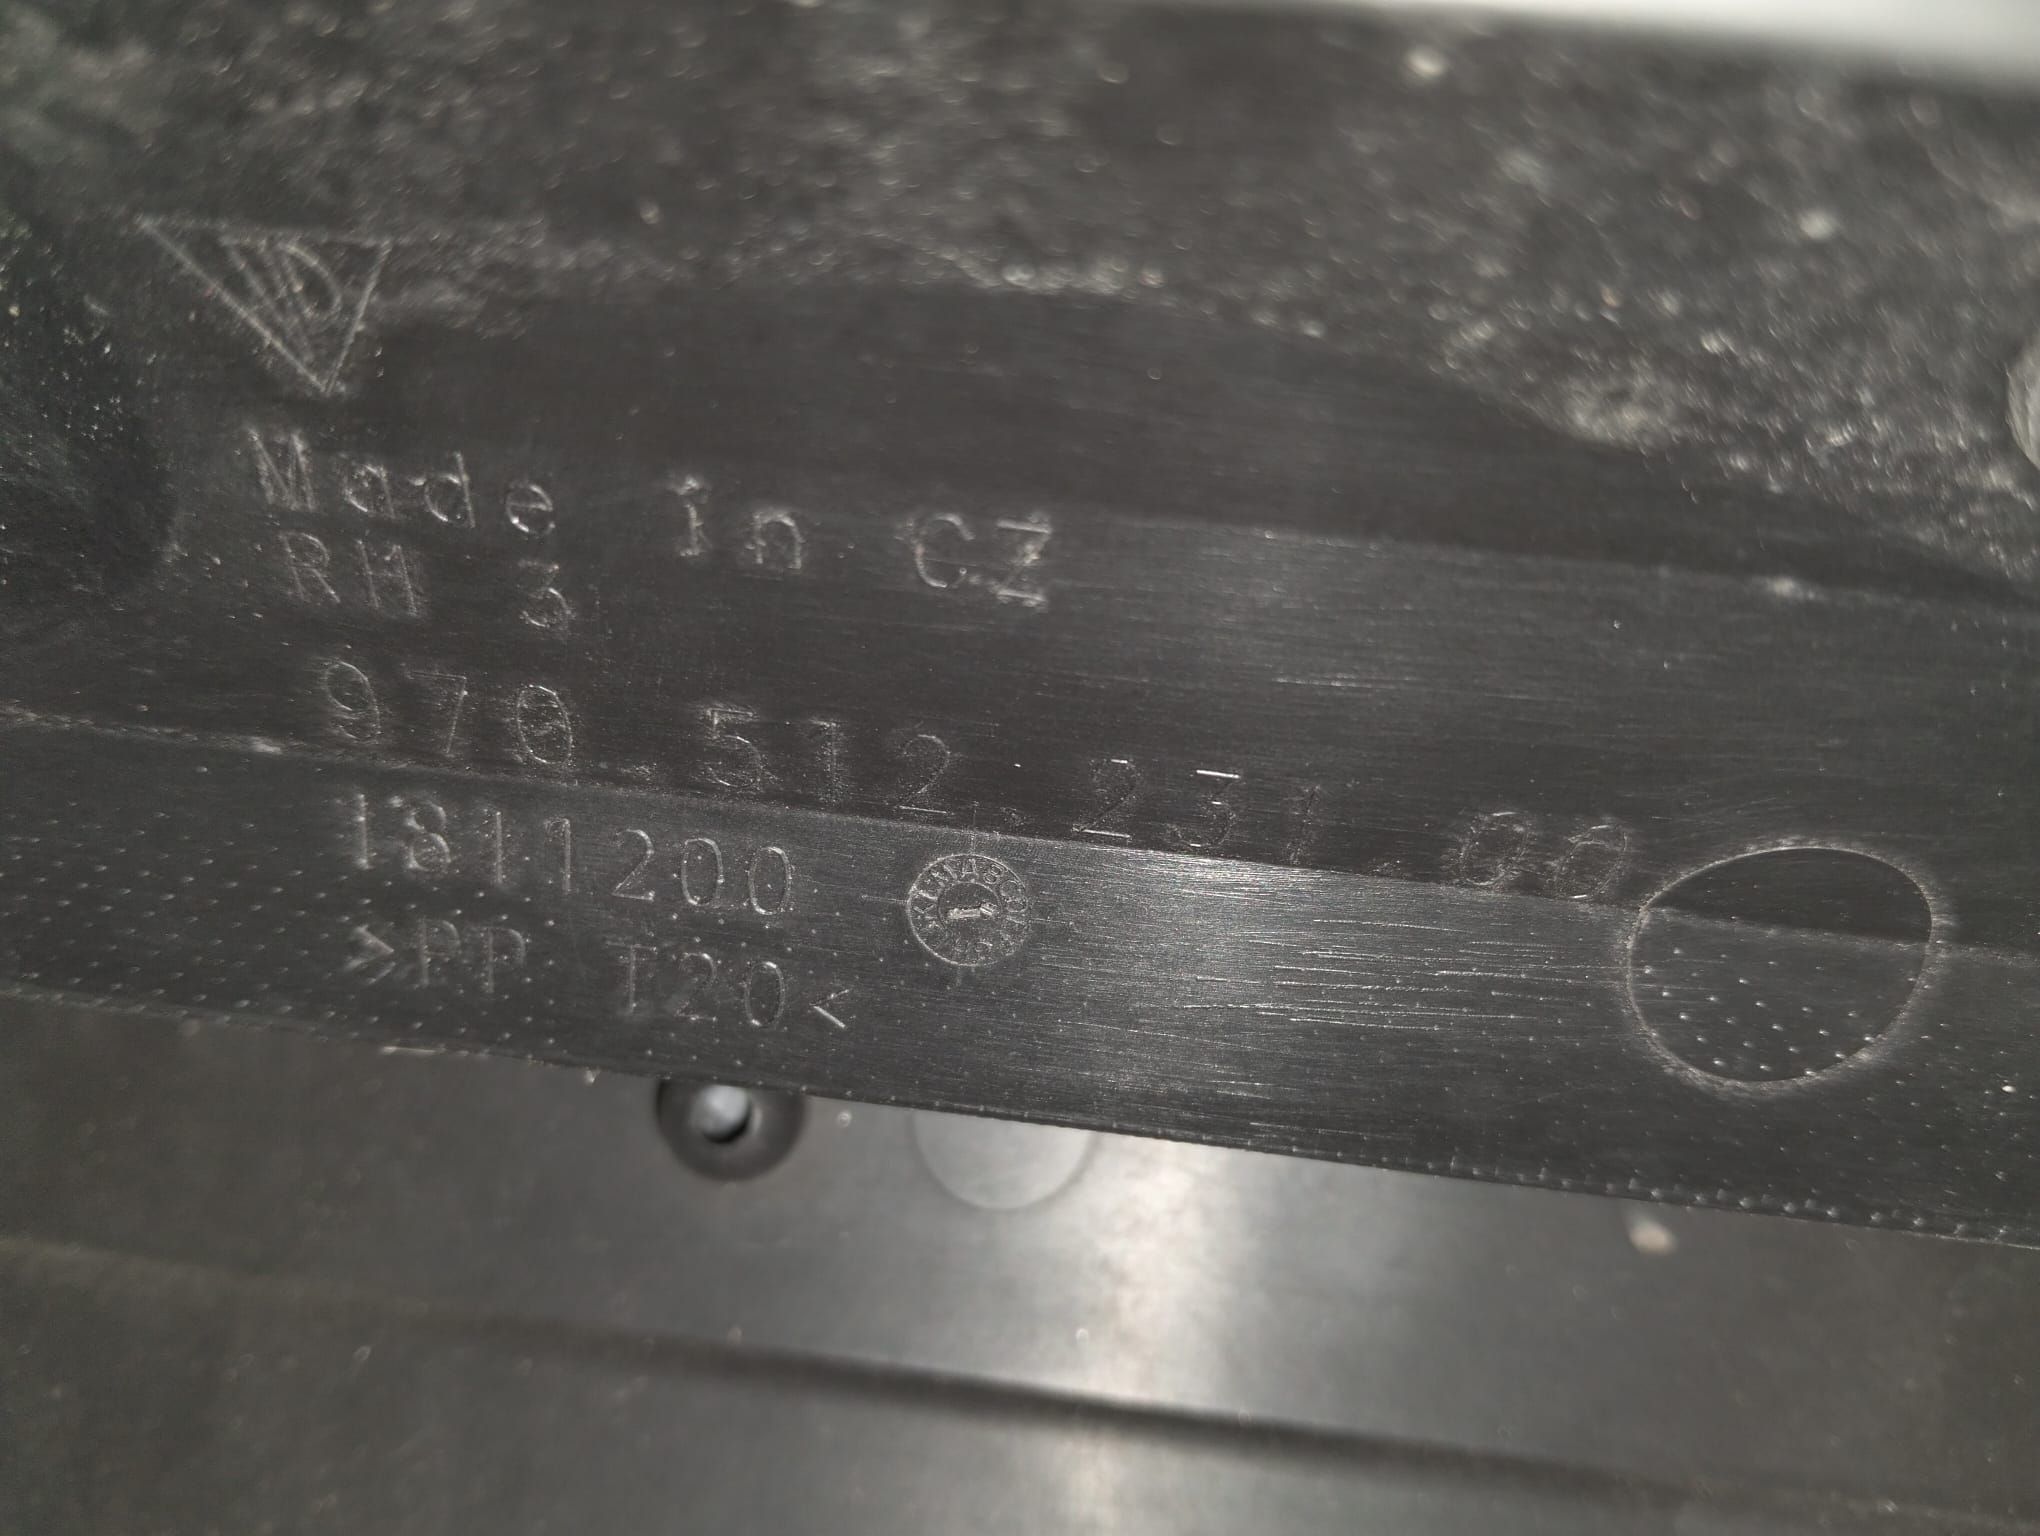 Made in CZ
RH 3
970.512.231.00
1811200
>PP T20<